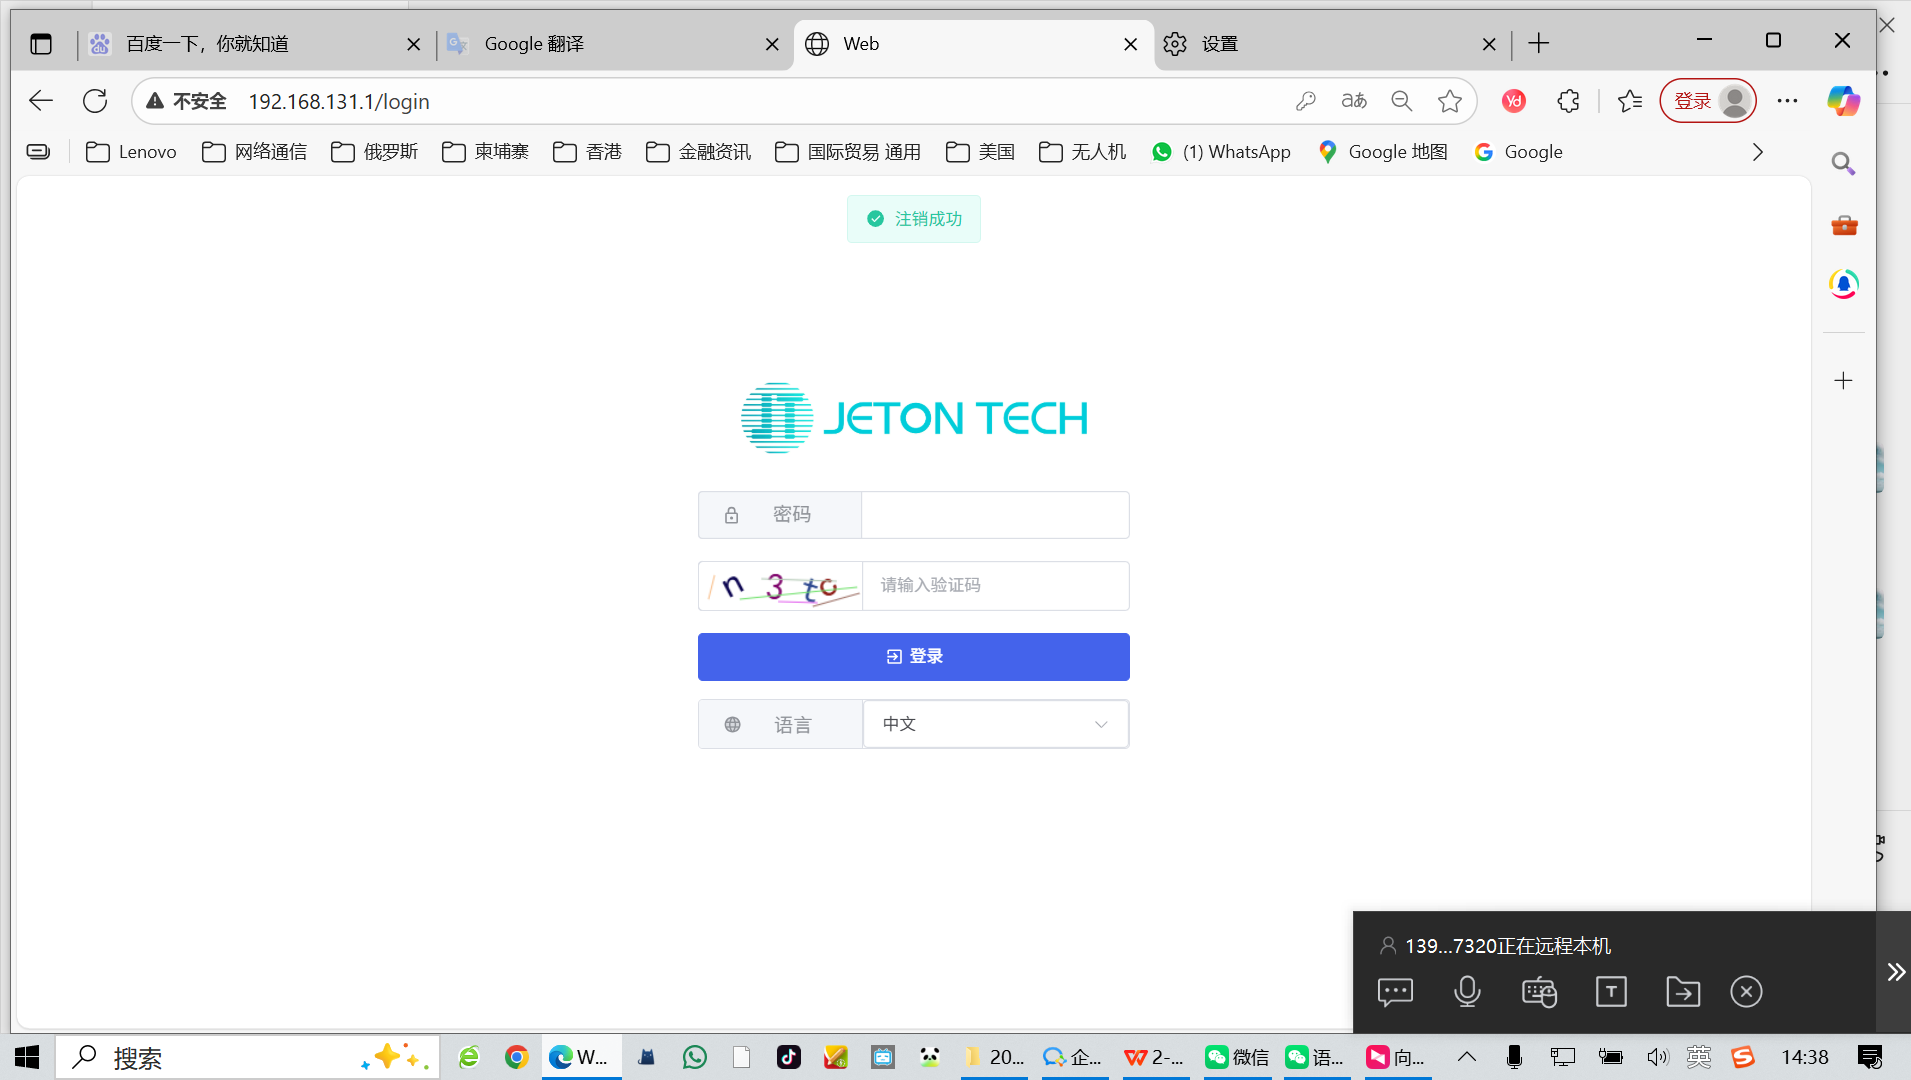 百度一下，你就知道
Google 翻译
Web
设置
不安全 192.168.131.1/login
aあ
登录
Lenovo 网络通信 俄罗斯 柬埔寨 香港 金融资讯 国际贸易 通用 美国 无人机 (1) WhatsApp Google 地图 Google
注销成功
JETON TECH
密码
n 3 to
请输入验证码
登录
语言
中文
139...7320正在远程本机
搜索
W...
20...
企...
2-...
微信
语...
向...
英
14:38